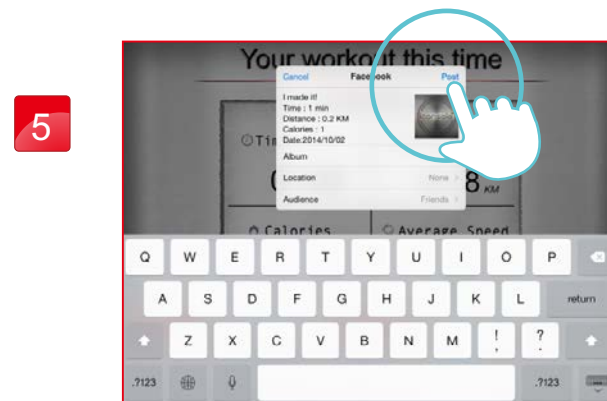 5
Your workout this time
Cancel Facebook Post
I made it!
Time : 1 min
Distance : 0.2 KM
Calories : 1
Date:2014/10/02
Album
Location None >
Audience Friends >
8 KM
Calories Average Speed
Q W E R T Y U I O P
A S D F G H J K L return
Z X C V B N M ! , ? .
.?123 .?123